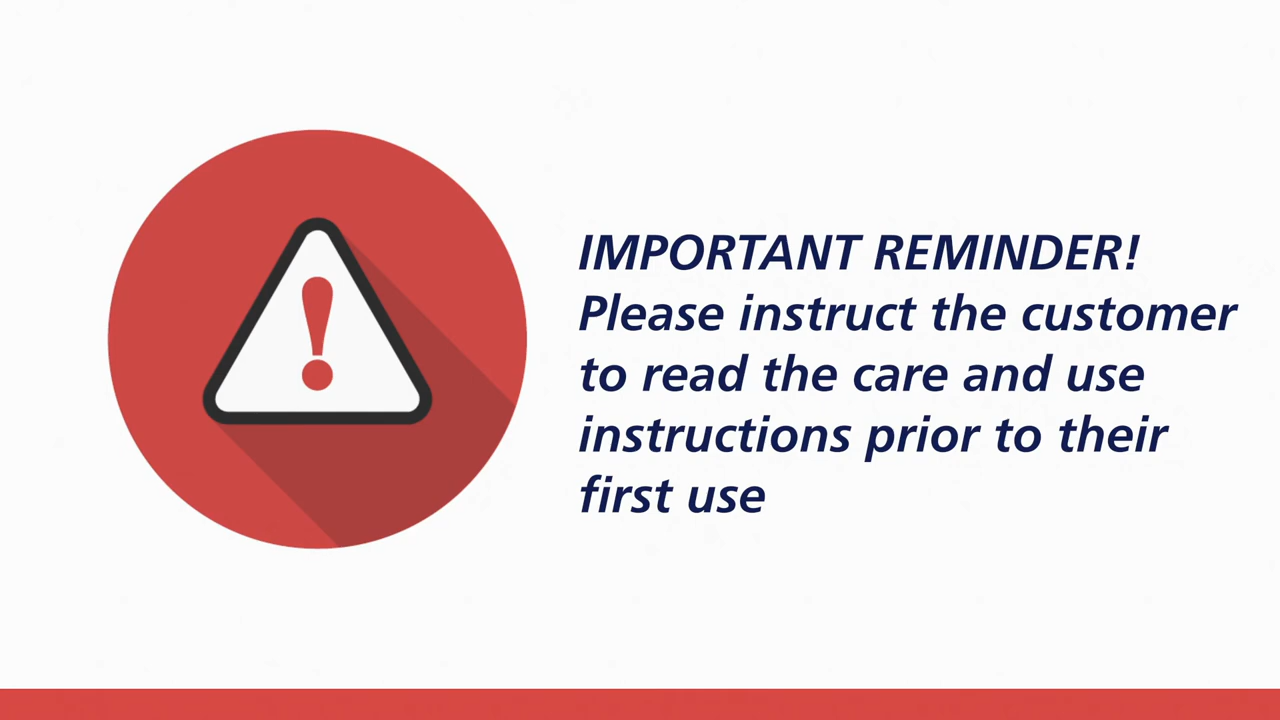 IMPORTANT REMINDER!
Please instruct the customer
to read the care and use
instructions prior to their
first use